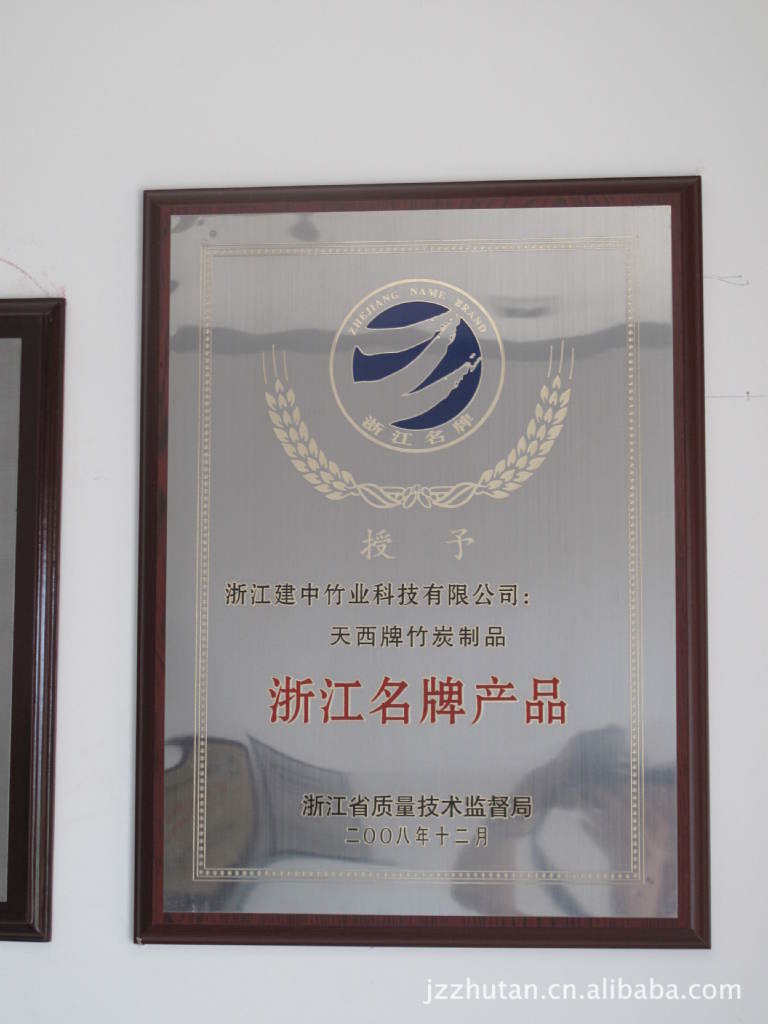 ZHEJIANG NAME BRAND
浙江名牌
授 予
浙江建中竹业科技有限公司：
天西牌竹炭制品
浙江名牌产品
浙江省质量技术监督局
二〇〇八年十二月
jzzhutan.cn.alibaba.com